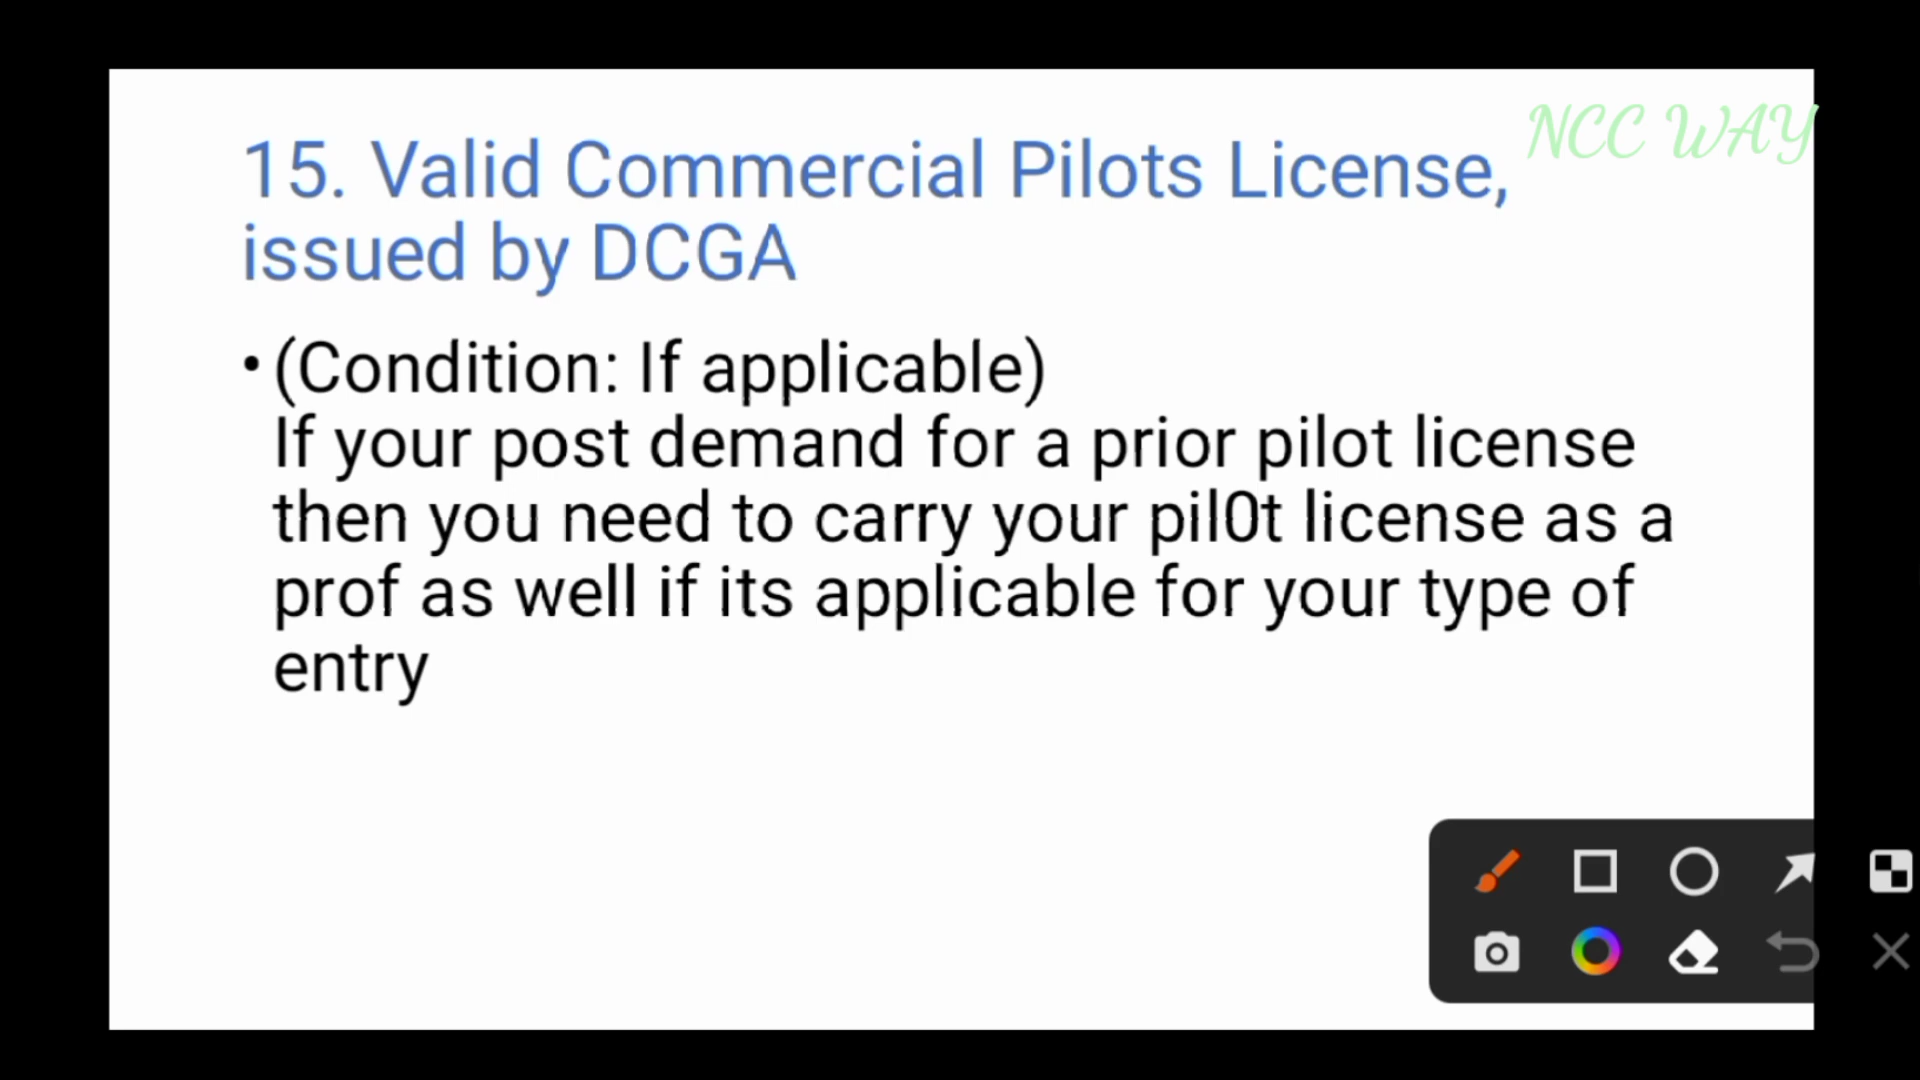 NCC WAY
15. Valid Commercial Pilots License,
issued by DCGA
• (Condition: If applicable)
If your post demand for a prior pilot license
then you need to carry your pil0t license as a
prof as well if its applicable for your type of
entry